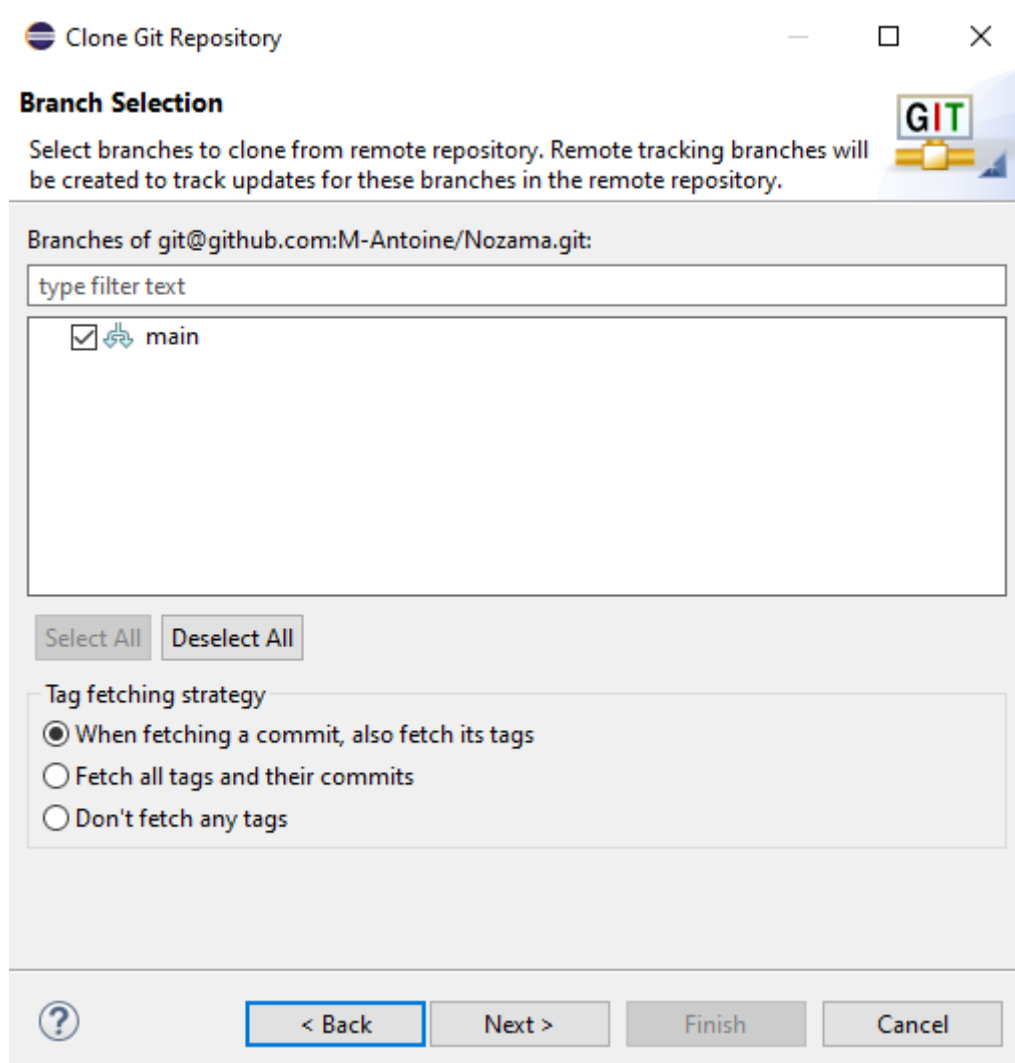 Clone Git Repository
Branch Selection
GIT
Select branches to clone from remote repository. Remote tracking branches will
be created to track updates for these branches in the remote repository.
Branches of git@github.com:M-Antoine/Nozama.git:
type filter text
main
Select All
Deselect All
Tag fetching strategy
When fetching a commit, also fetch its tags
Fetch all tags and their commits
Don't fetch any tags
?
< Back
Next >
Finish
Cancel